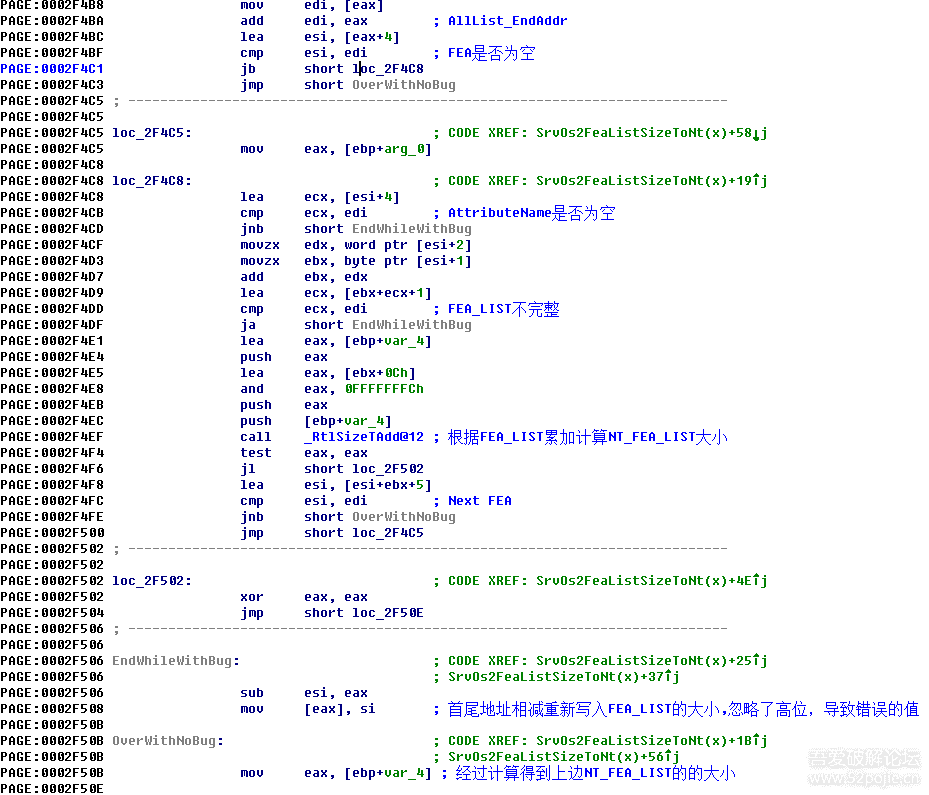 PAGE:0002F4B8 mov edi, [eax]
PAGE:0002F4BA add edi, eax ; AllList_EndAddr
PAGE:0002F4BC lea esi, [eax+4]
PAGE:0002F4BF cmp esi, edi ; FEA是否为空
PAGE:0002F4C1 jb short loc_2F4C8
PAGE:0002F4C3 jmp short OverWithNoBug
PAGE:0002F4C5 ; ---------------------------------------------------------------------------
PAGE:0002F4C5
PAGE:0002F4C5 loc_2F4C5: ; CODE XREF: SrvOs2FeaListSizeToNt(x)+58↓j
PAGE:0002F4C5 mov eax, [ebp+arg_0]
PAGE:0002F4C8
PAGE:0002F4C8 loc_2F4C8: ; CODE XREF: SrvOs2FeaListSizeToNt(x)+19↑j
PAGE:0002F4C8 lea ecx, [esi+4]
PAGE:0002F4CB cmp ecx, edi ; AttributeName是否为空
PAGE:0002F4CD jnb short EndWhileWithBug
PAGE:0002F4CF movzx edx, word ptr [esi+2]
PAGE:0002F4D3 movzx ebx, byte ptr [esi+1]
PAGE:0002F4D7 add ebx, edx
PAGE:0002F4D9 lea ecx, [ebx+ecx+1]
PAGE:0002F4DD cmp ecx, edi ; FEA_LIST不完整
PAGE:0002F4DF ja short EndWhileWithBug
PAGE:0002F4E1 lea eax, [ebp+var_4]
PAGE:0002F4E4 push eax
PAGE:0002F4E5 lea eax, [ebx+0Ch]
PAGE:0002F4E8 and eax, 0FFFFFFFCh
PAGE:0002F4EB push eax
PAGE:0002F4EC push [ebp+var_4]
PAGE:0002F4EF call _RtlSizeTAdd@12 ; 根据FEA_LIST累加计算NT_FEA_LIST大小
PAGE:0002F4F4 test eax, eax
PAGE:0002F4F6 jl short loc_2F502
PAGE:0002F4F8 lea esi, [esi+ebx+5]
PAGE:0002F4FC cmp esi, edi ; Next FEA
PAGE:0002F4FE jnb short OverWithNoBug
PAGE:0002F500 jmp short loc_2F4C5
PAGE:0002F502 ; ---------------------------------------------------------------------------
PAGE:0002F502
PAGE:0002F502 loc_2F502: ; CODE XREF: SrvOs2FeaListSizeToNt(x)+4E↑j
PAGE:0002F502 xor eax, eax
PAGE:0002F504 jmp short loc_2F50E
PAGE:0002F506 ; ---------------------------------------------------------------------------
PAGE:0002F506
PAGE:0002F506 EndWhileWithBug: ; CODE XREF: SrvOs2FeaListSizeToNt(x)+25↑j
PAGE:0002F506 ; SrvOs2FeaListSizeToNt(x)+37↑j
PAGE:0002F506 sub esi, eax
PAGE:0002F508 mov [eax], si ; 首尾地址相减重新写入FEA_LIST的大小,忽略了高位，导致错误的值
PAGE:0002F50B
PAGE:0002F50B OverWithNoBug: ; CODE XREF: SrvOs2FeaListSizeToNt(x)+1B↑j
PAGE:0002F50B ; SrvOs2FeaListSizeToNt(x)+56↑j
PAGE:0002F50B mov eax, [ebp+var_4] ; 经过计算得到上边NT_FEA_LIST的的大小
PAGE:0002F50E
吾爱破解论坛
www.52pojie.cn